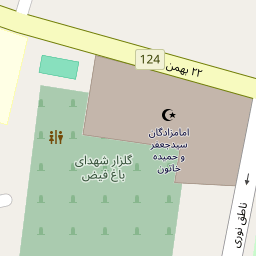 124
۲۲ بهمن
امامزادگان
سیدجعفر
و حمیده
خاتون
گلزار شهدای
باغ فیض
ناطق نوری